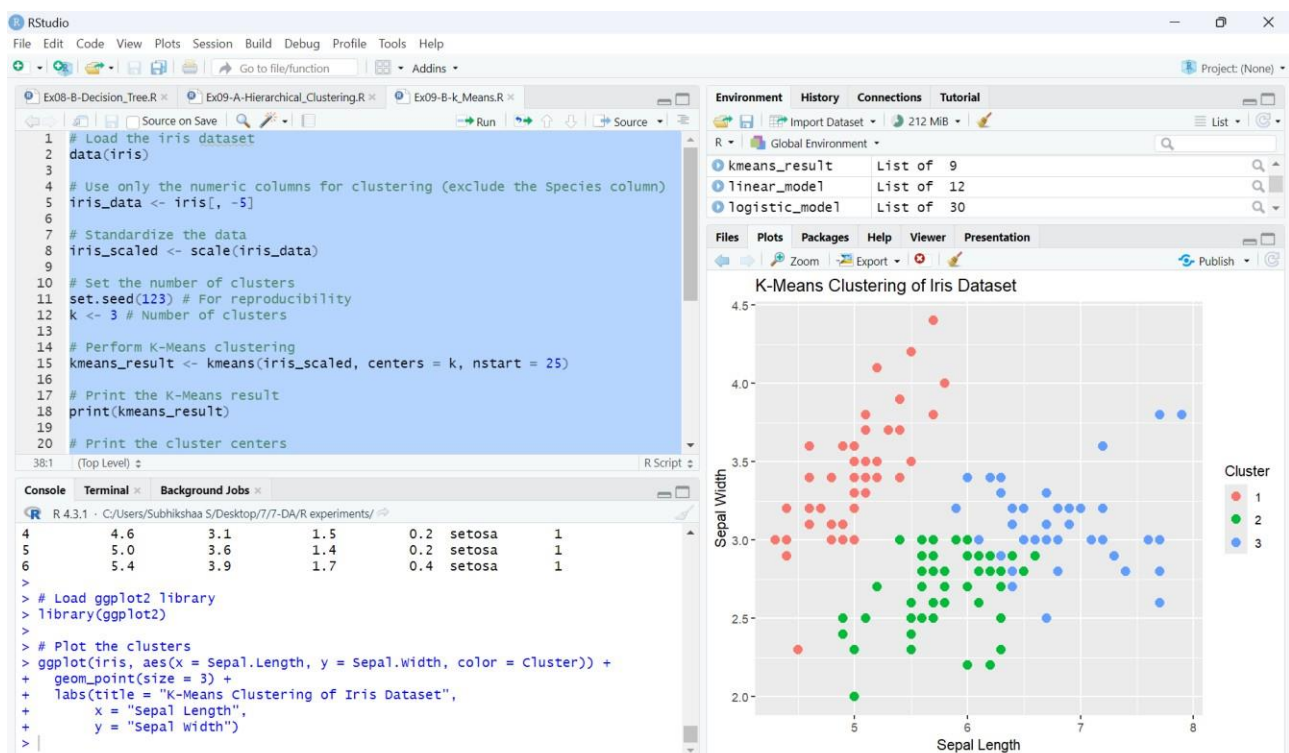 RStudio
File Edit Code View Plots Session Build Debug Profile Tools Help
Go to file/function
Addins
Project: (None)
Ex08-B-Decision_Tree.R
Ex09-A-Hierarchical_Clustering.R
Ex09-B-k_Means.R
Source on Save
Run
Source
1 # Load the iris dataset
2 data(iris)
3
4 # Use only the numeric columns for clustering (exclude the Species column)
5 iris_data <- iris[, -5]
6
7 # Standardize the data
8 iris_scaled <- scale(iris_data)
9
10 # Set the number of clusters
11 set.seed(123) # For reproducibility
12 k <- 3 # Number of clusters
13
14 # Perform K-Means clustering
15 kmeans_result <- kmeans(iris_scaled, centers = k, nstart = 25)
16
17 # Print the K-Means result
18 print(kmeans_result)
19
20 # Print the cluster centers
38:1 (Top Level) R Script
Console Terminal Background Jobs
R 4.3.1 · C:/Users/Subhikshaa S/Desktop/7/7-DA/R experiments/
4 4.6 3.1 1.5 0.2 setosa 1
5 5.0 3.6 1.4 0.2 setosa 1
6 5.4 3.9 1.7 0.4 setosa 1
>
> # Load ggplot2 library
> library(ggplot2)
>
> # Plot the clusters
> ggplot(iris, aes(x = Sepal.Length, y = Sepal.Width, color = Cluster)) +
+ geom_point(size = 3) +
+ labs(title = "K-Means Clustering of Iris Dataset",
+ x = "Sepal Length",
+ y = "Sepal Width")
>
Environment History Connections Tutorial
Import Dataset 212 MiB List
R Global Environment
kmeans_result List of 9
linear_model List of 12
logistic_model List of 30
Files Plots Packages Help Viewer Presentation
Zoom Export Publish
K-Means Clustering of Iris Dataset
4.5
4.0
3.5
3.0
2.5
2.0
Sepal Width
5 6 7 8
Sepal Length
Cluster
1
2
3